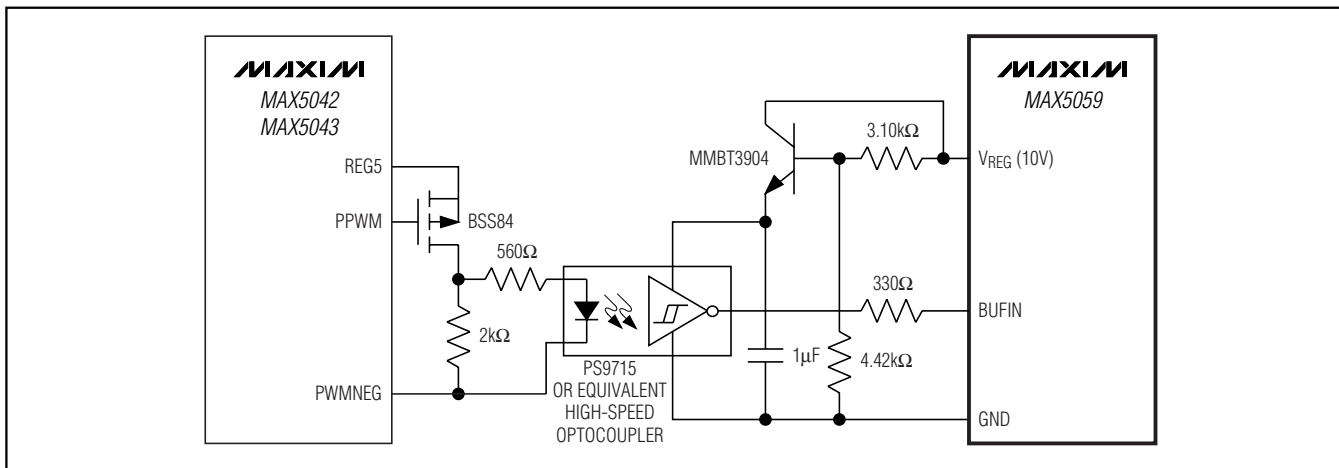 MAXIM
MAX5042
MAX5043
REG5
PPWM
PWMNEG
BSS84
560Ω
2kΩ
PS9715
OR EQUIVALENT
HIGH-SPEED
OPTOCOUPLER
MMBT3904
3.10kΩ
330Ω
1µF
4.42kΩ
MAXIM
MAX5059
VREG (10V)
BUFIN
GND